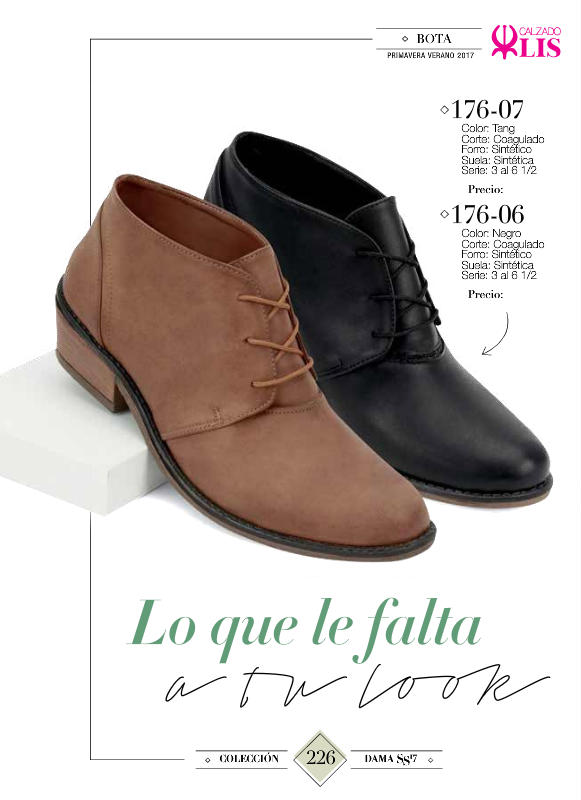 BOTA
PRIMAVERA VERANO 2017
CALZADO
LIS
176-07
Color: Tang
Corte: Coagulado
Forro: Sintético
Suela: Sintética
Serie: 3 al 6 1/2
Precio:
176-06
Color: Negro
Corte: Coagulado
Forro: Sintético
Suela: Sintética
Serie: 3 al 6 1/2
Precio:
Lo que le falta
a tu look
COLECCIÓN 226 DAMA SS'17